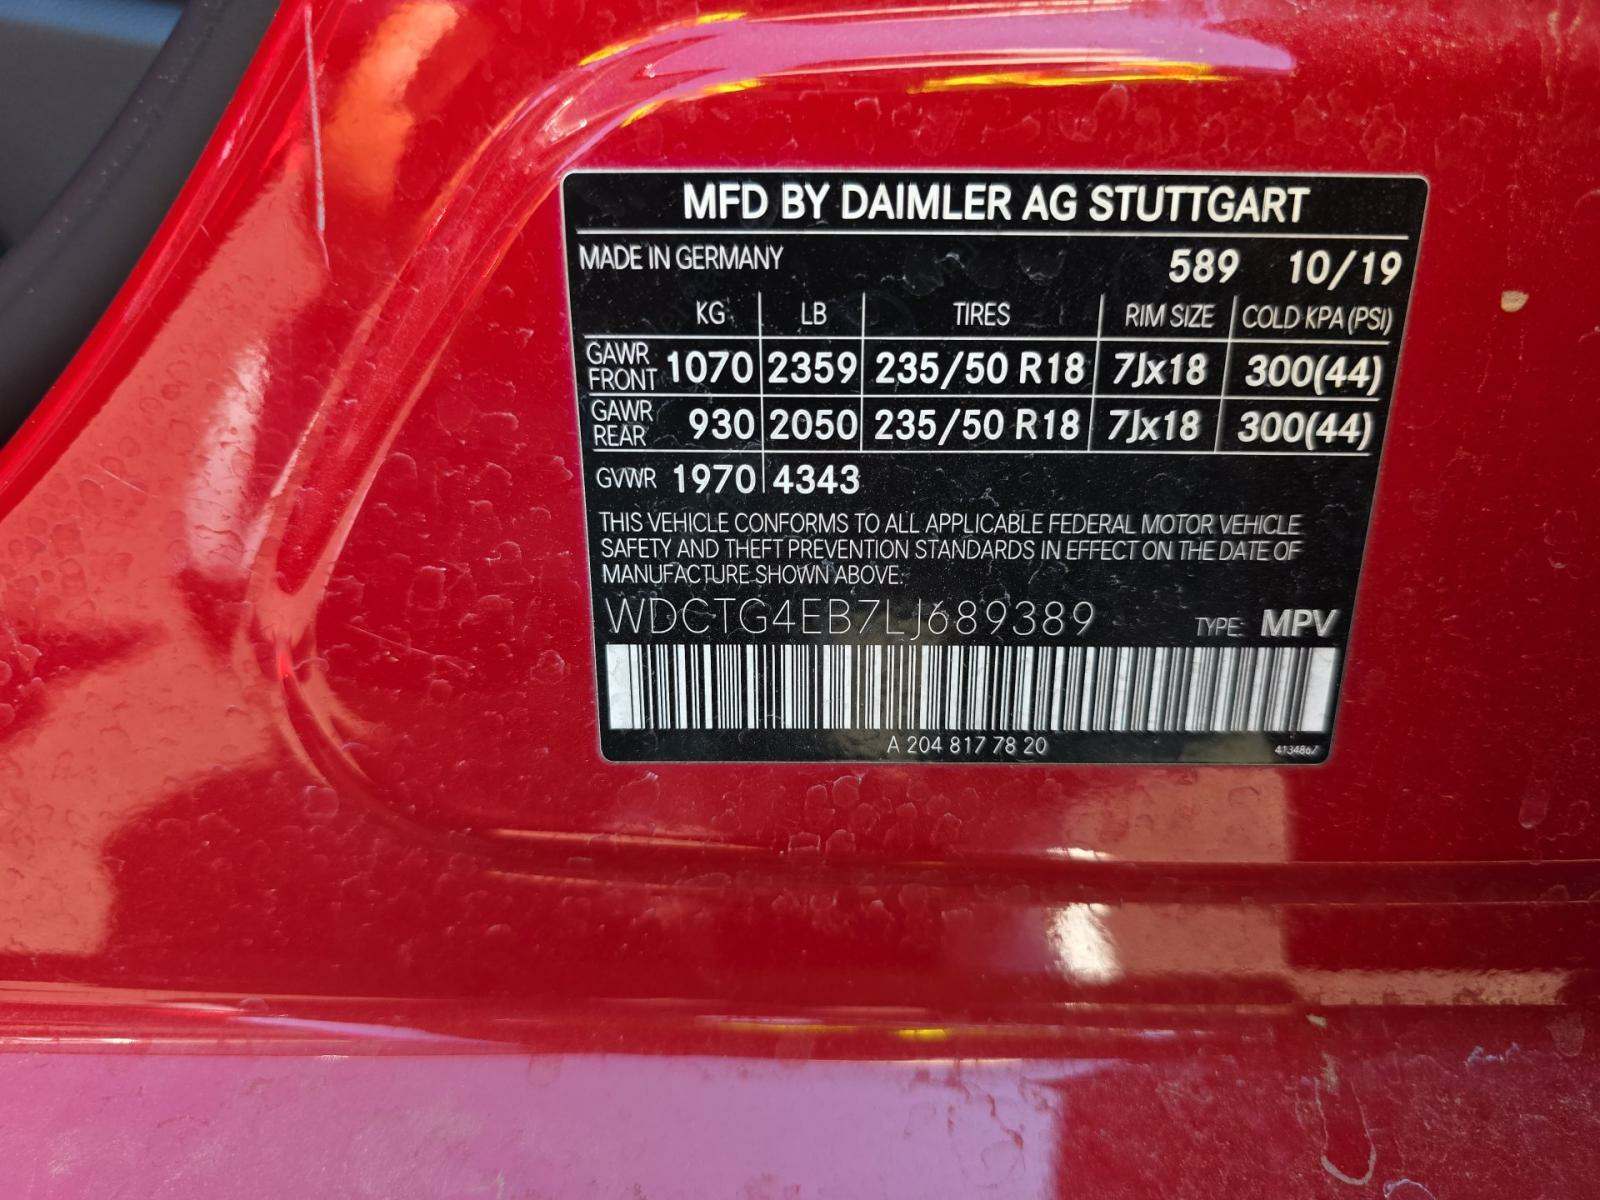 MFD BY DAIMLER AG STUTTGART
MADE IN GERMANY 589 10/19
KG LB TIRES RIM SIZE COLD KPA (PSI)
GAWR FRONT 1070 2359 235/50 R18 7Jx18 300(44)
GAWR REAR 930 2050 235/50 R18 7Jx18 300(44)
GVWR 1970 4343
THIS VEHICLE CONFORMS TO ALL APPLICABLE FEDERAL MOTOR VEHICLE
SAFETY AND THEFT PREVENTION STANDARDS IN EFFECT ON THE DATE OF
MANUFACTURE SHOWN ABOVE.
WDCTG4EB7LJ689389 TYPE: MPV
A 204 817 78 20